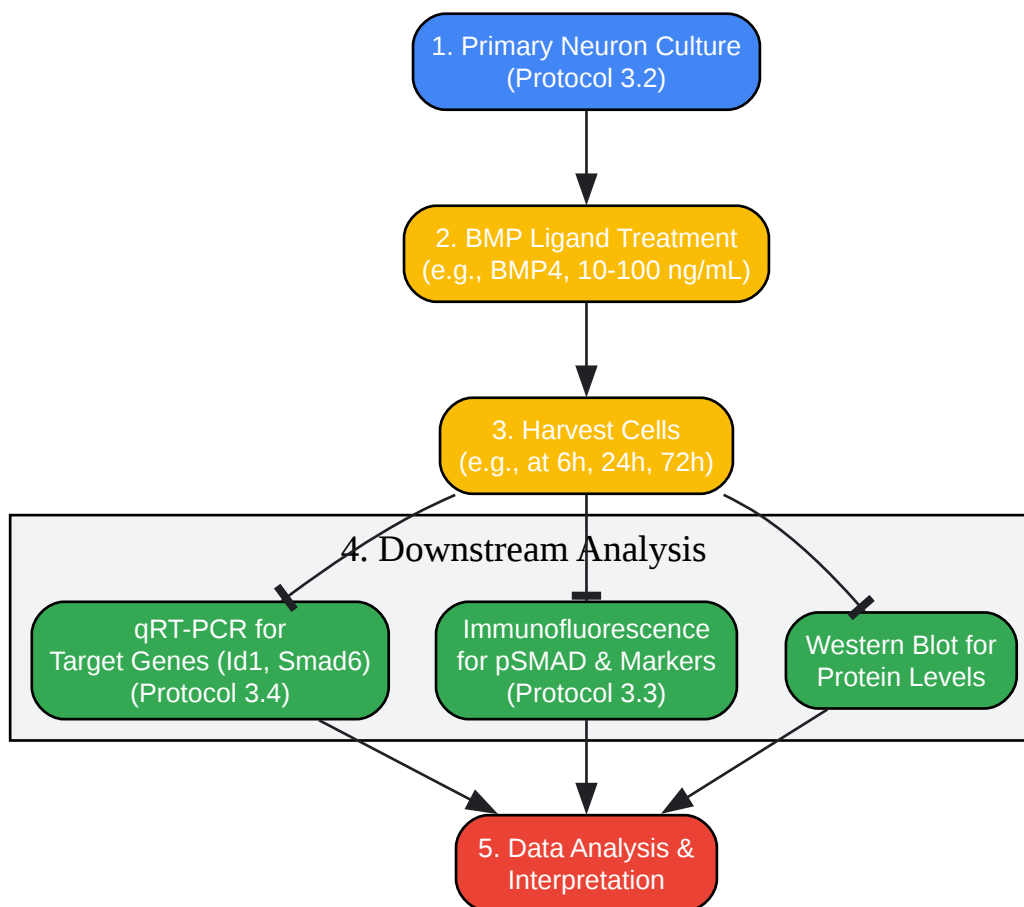 1. Primary Neuron Culture
(Protocol 3.2)
2. BMP Ligand Treatment
(e.g., BMP4, 10-100 ng/mL)
3. Harvest Cells
(e.g., at 6h, 24h, 72h)
4. Downstream Analysis
qRT-PCR for
Target Genes (Id1, Smad6)
(Protocol 3.4)
Immunofluorescence
for pSMAD & Markers
(Protocol 3.3)
Western Blot for
Protein Levels
5. Data Analysis &
Interpretation